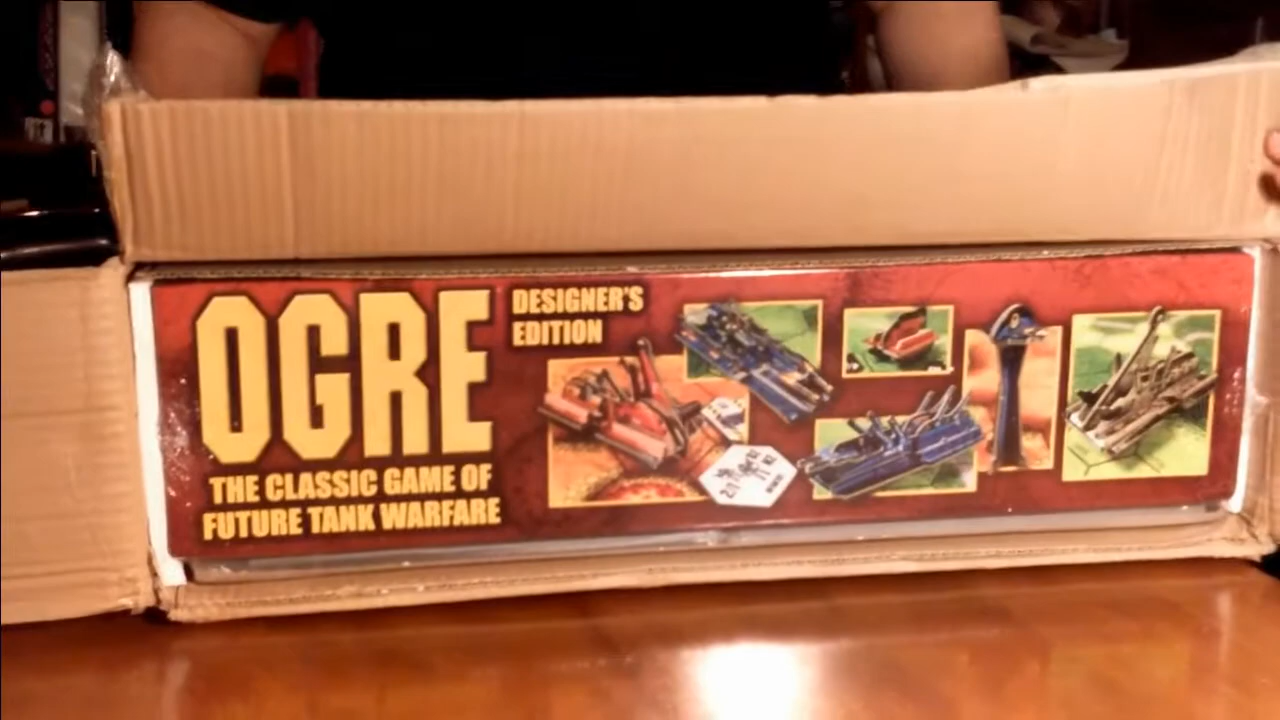 OGRE
DESIGNER'S
EDITION
THE CLASSIC GAME OF
FUTURE TANK WARFARE